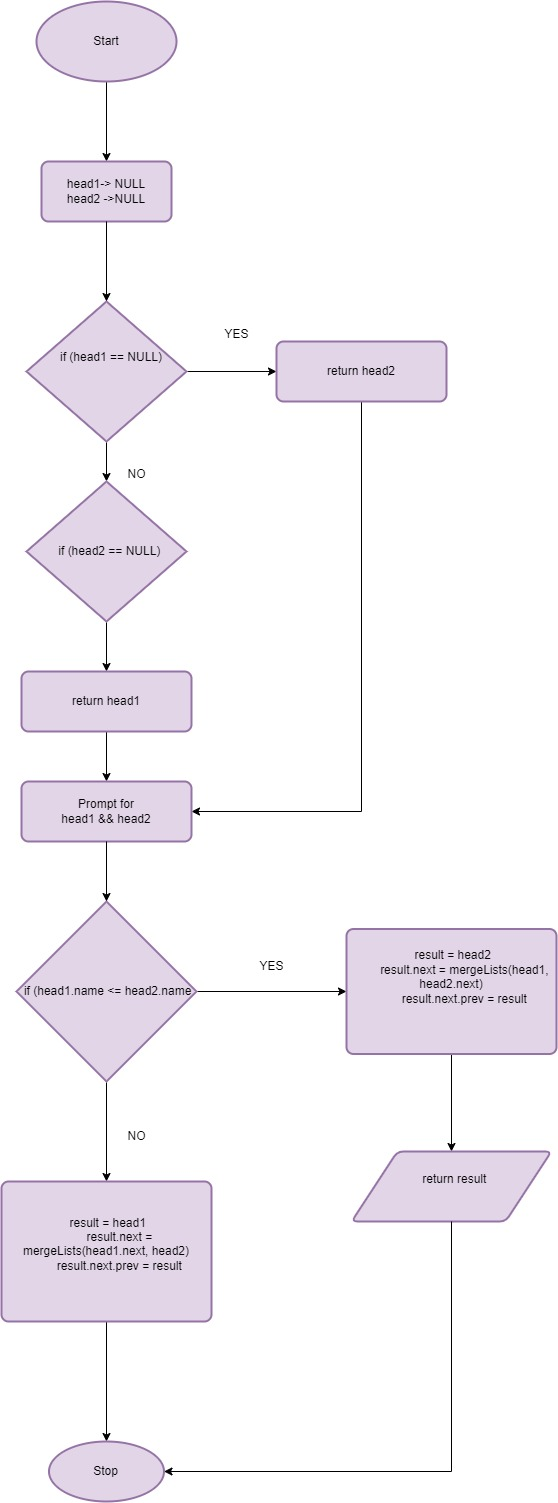 Start
head1-> NULL
head2 ->NULL
if (head1 == NULL)
YES
return head2
NO
if (head2 == NULL)
return head1
Prompt for
head1 && head2
if (head1.name <= head2.name
YES
result = head2
result.next = mergeLists(head1,
head2.next)
result.next.prev = result
NO
return result
result = head1
result.next =
mergeLists(head1.next, head2)
result.next.prev = result
Stop